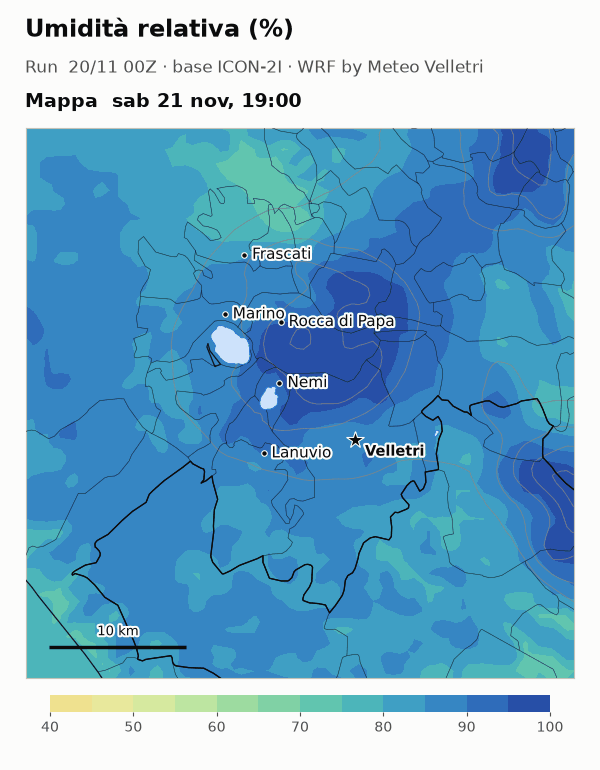 Umidità relativa (%)
Run  20/11 00Z · base ICON-2I · WRF by Meteo Velletri
Mappa  sab 21 nov, 19:00
Frascati
Marino
Rocca di Papa
Nemi
Velletri
Lanuvio
10 km
40 50 60 70 80 90 100